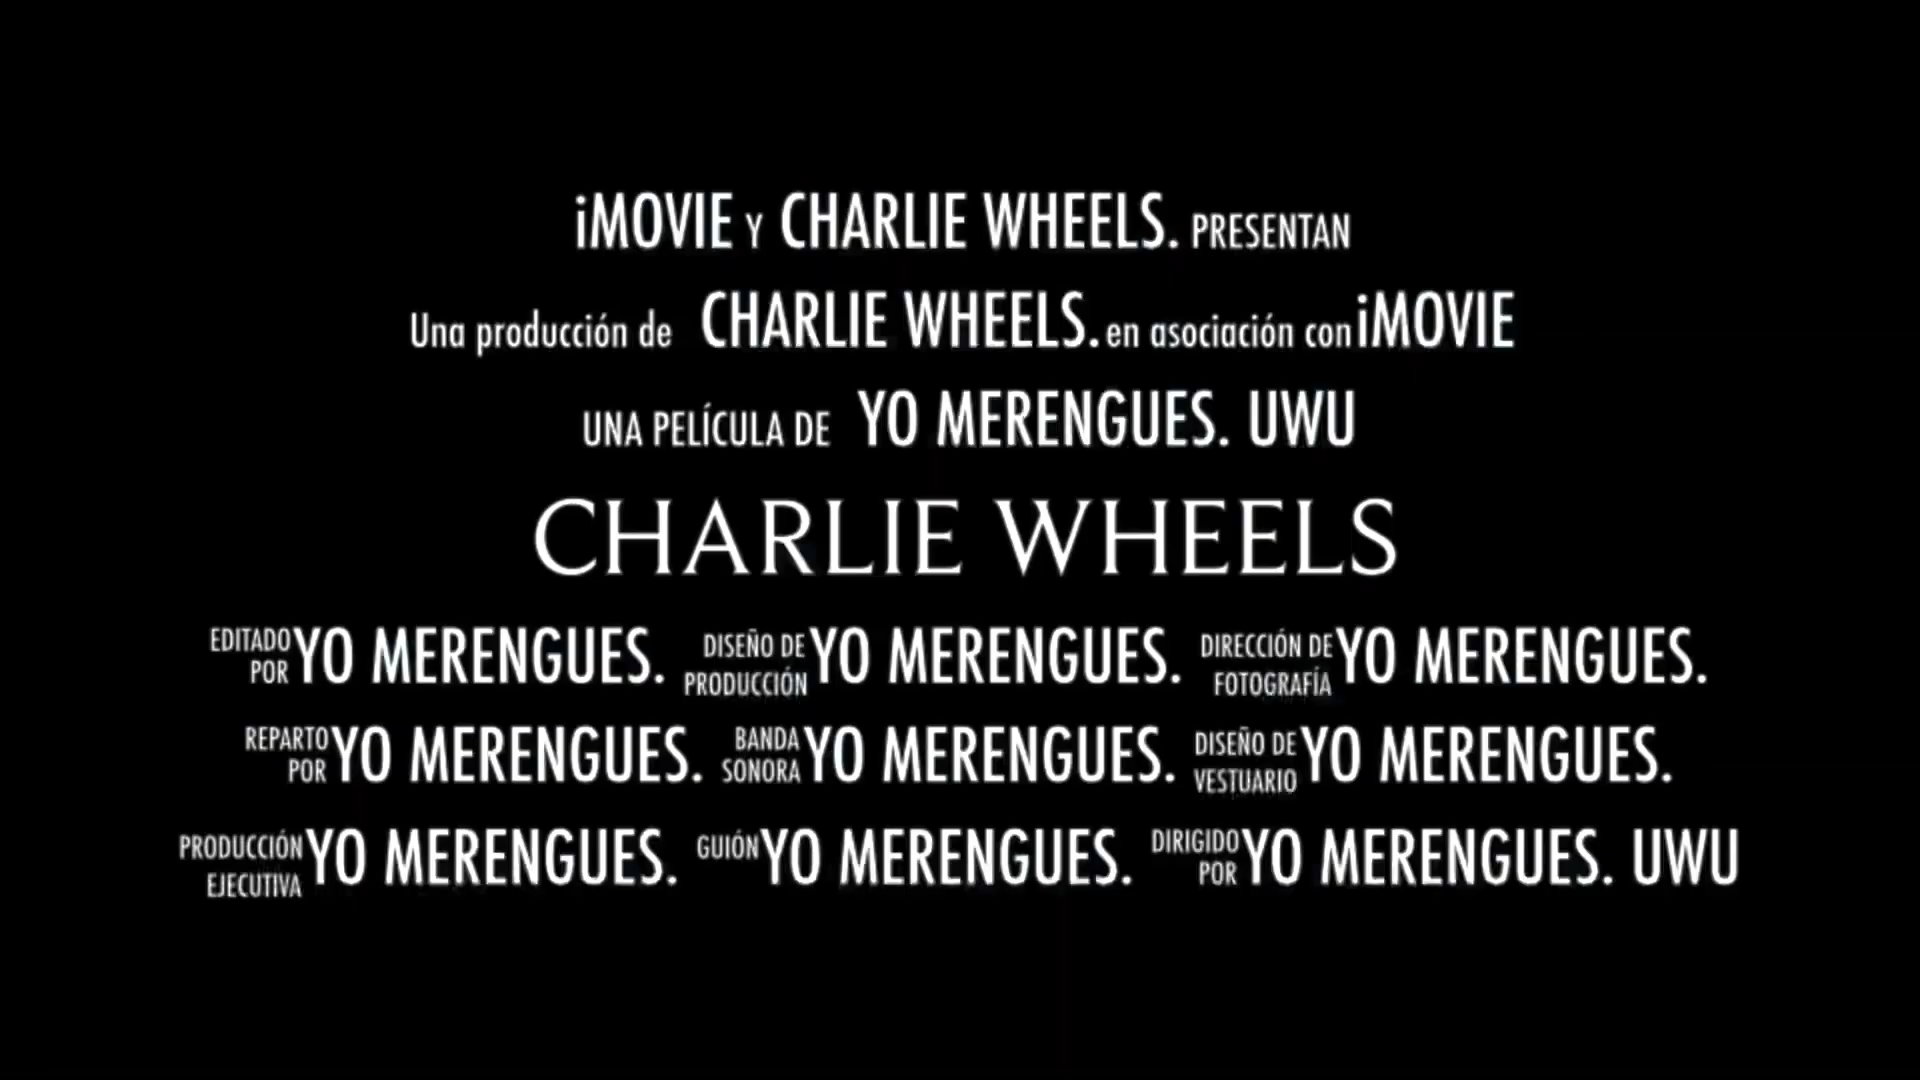 iMOVIE Y CHARLIE WHEELS. PRESENTAN
Una producción de CHARLIE WHEELS. en asociación con iMOVIE
UNA PELÍCULA DE YO MERENGUES. UWU
CHARLIE WHEELS
EDITADO POR YO MERENGUES. DISEÑO DE PRODUCCIÓN YO MERENGUES. DIRECCIÓN DE FOTOGRAFÍA YO MERENGUES.
REPARTO POR YO MERENGUES. BANDA SONORA YO MERENGUES. DISEÑO DE VESTUARIO YO MERENGUES.
PRODUCCIÓN EJECUTIVA YO MERENGUES. GUIÓN YO MERENGUES. DIRIGIDO POR YO MERENGUES. UWU